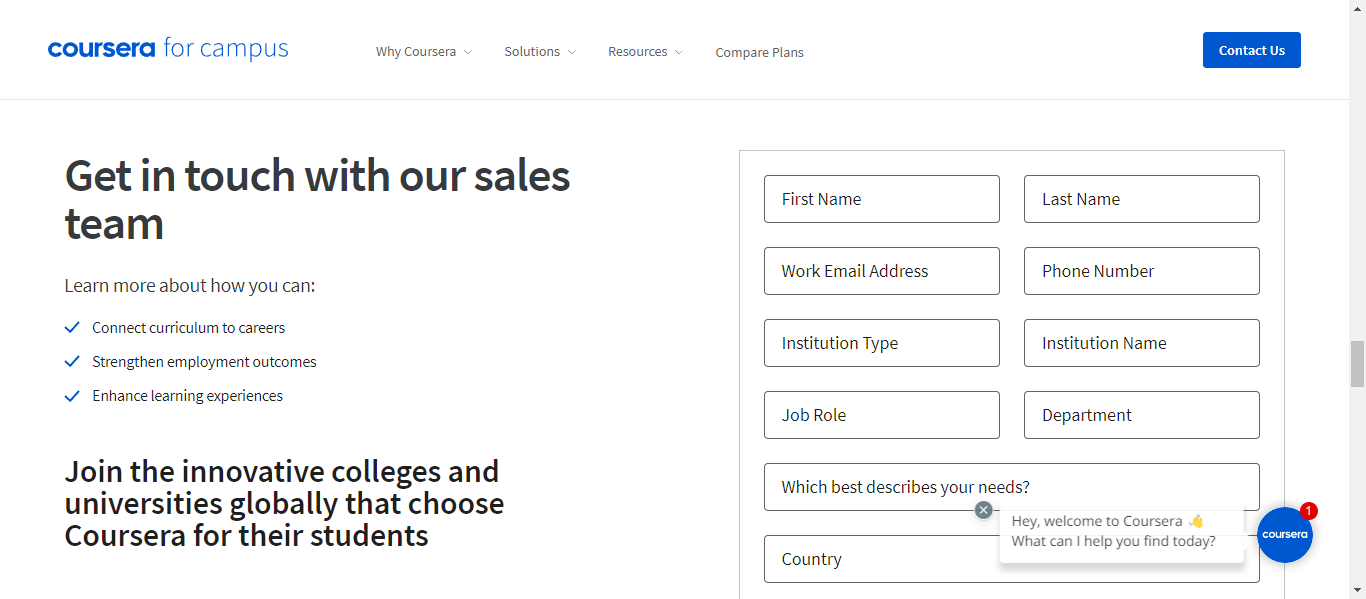 coursera for campus
Why Coursera
Solutions
Resources
Compare Plans
Contact Us
Get in touch with our sales
team
Learn more about how you can:
Connect curriculum to careers
Strengthen employment outcomes
Enhance learning experiences
Join the innovative colleges and
universities globally that choose
Coursera for their students
First Name
Last Name
Work Email Address
Phone Number
Institution Type
Institution Name
Job Role
Department
Which best describes your needs?
Country
Hey, welcome to Coursera 👋
What can I help you find today?
coursera
1